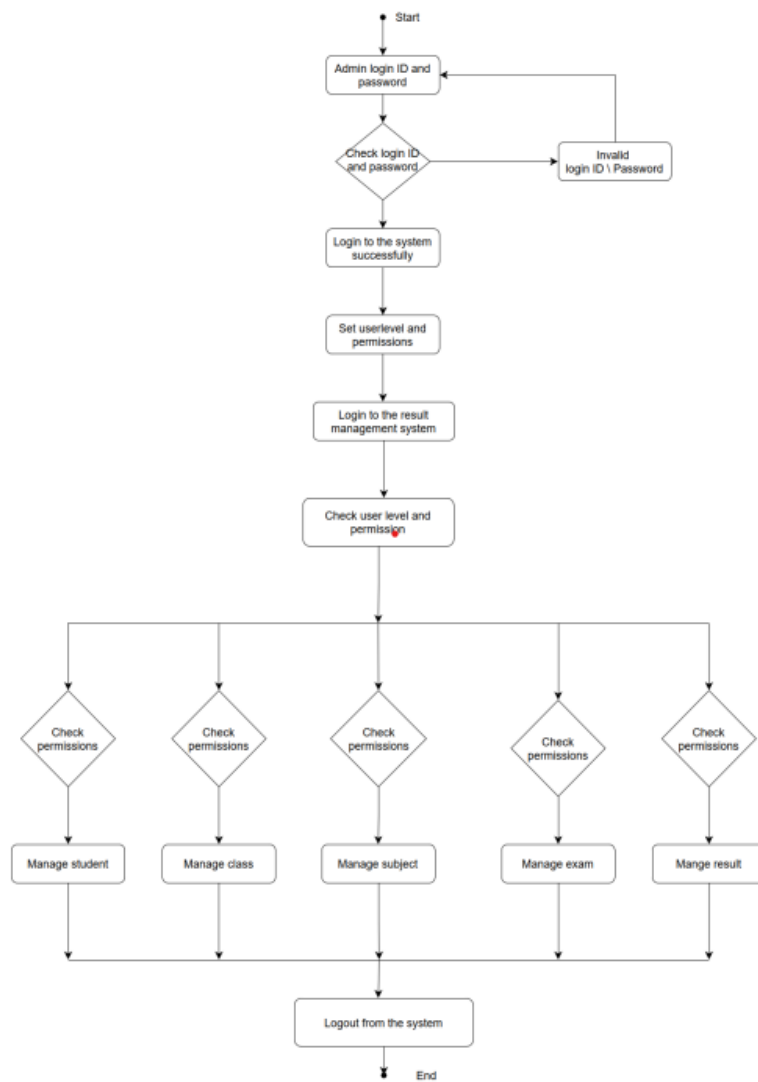 Start
Admin login ID and
password
Check login ID
and password
Invalid
login ID \ Password
Login to the system
successfully
Set userlevel and
permissions
Login to the result
management system
Check user level and
permission
Check
permissions
Check
permissions
Check
permissions
Check
permissions
Check
permissions
Manage student
Manage class
Manage subject
Manage exam
Mange result
Logout from the system
End